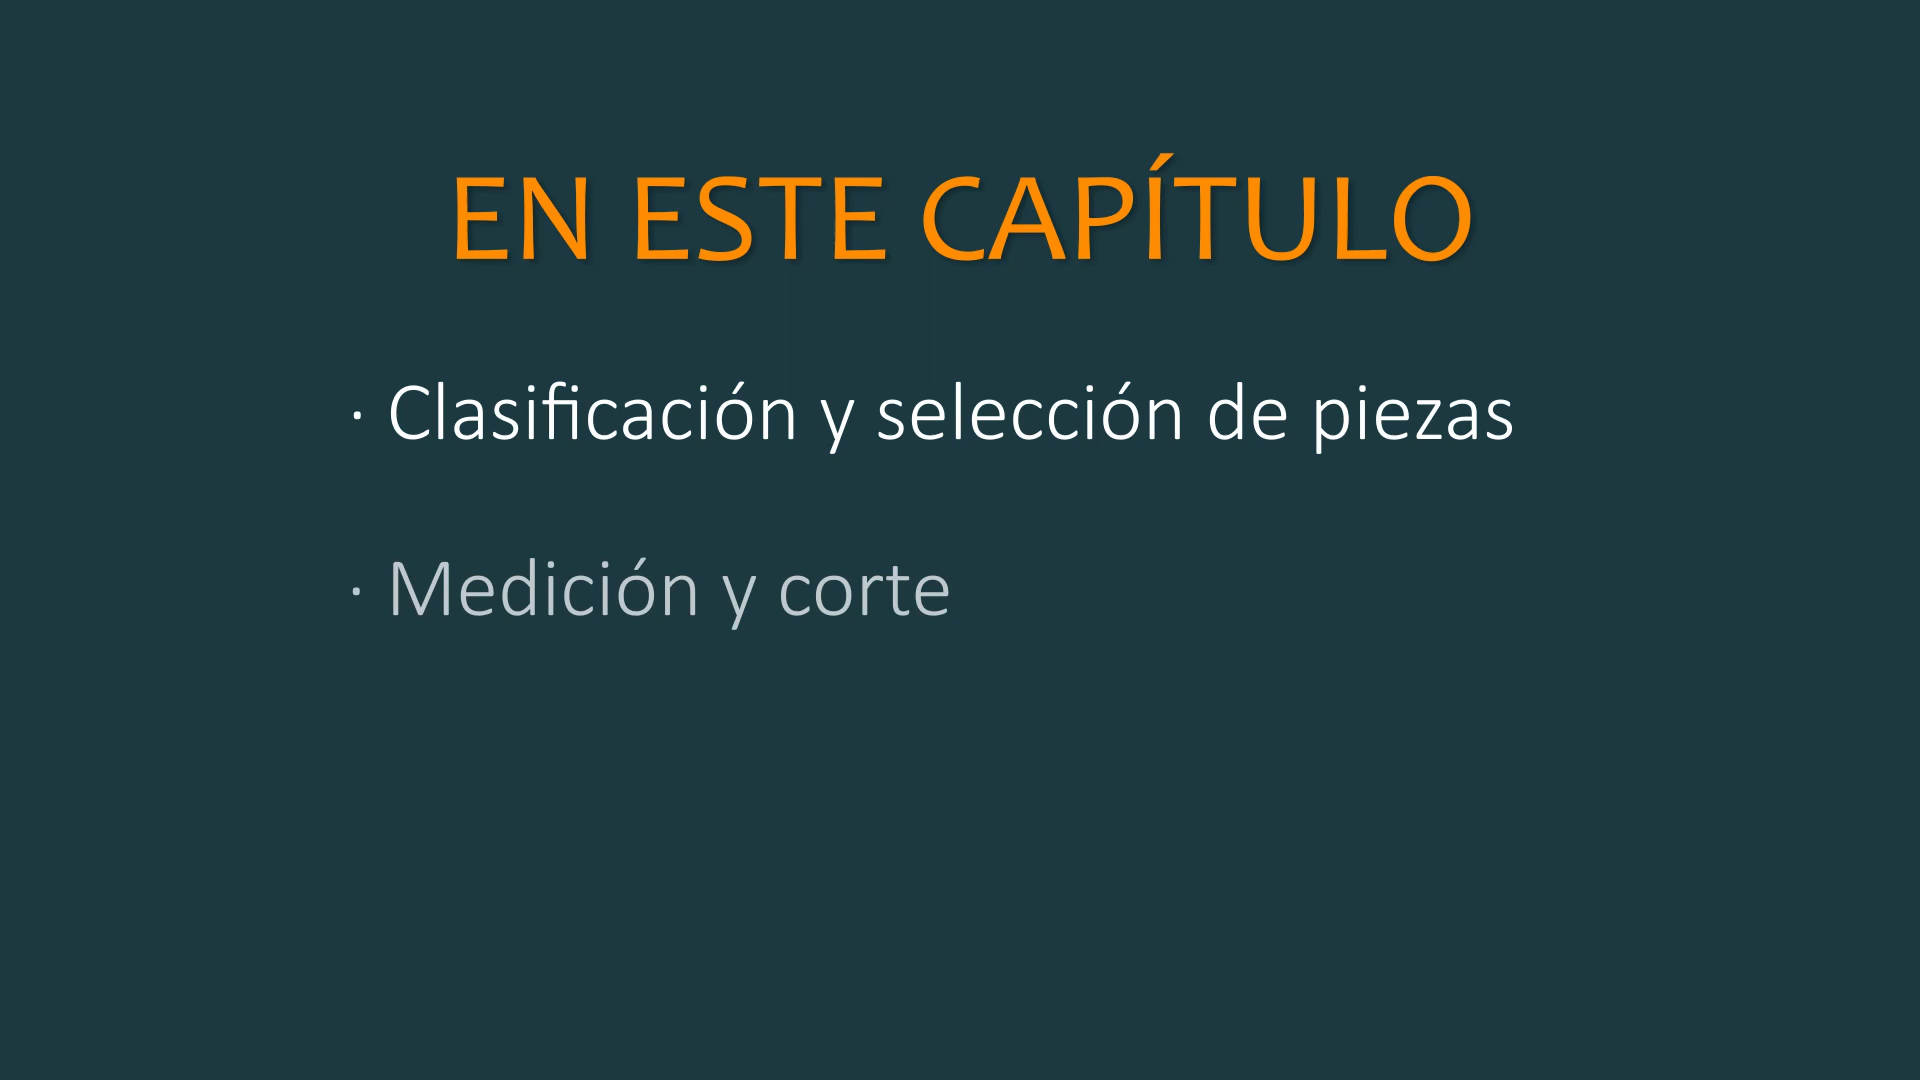 EN ESTE CAPÍTULO
· Clasificación y selección de piezas
· Medición y corte